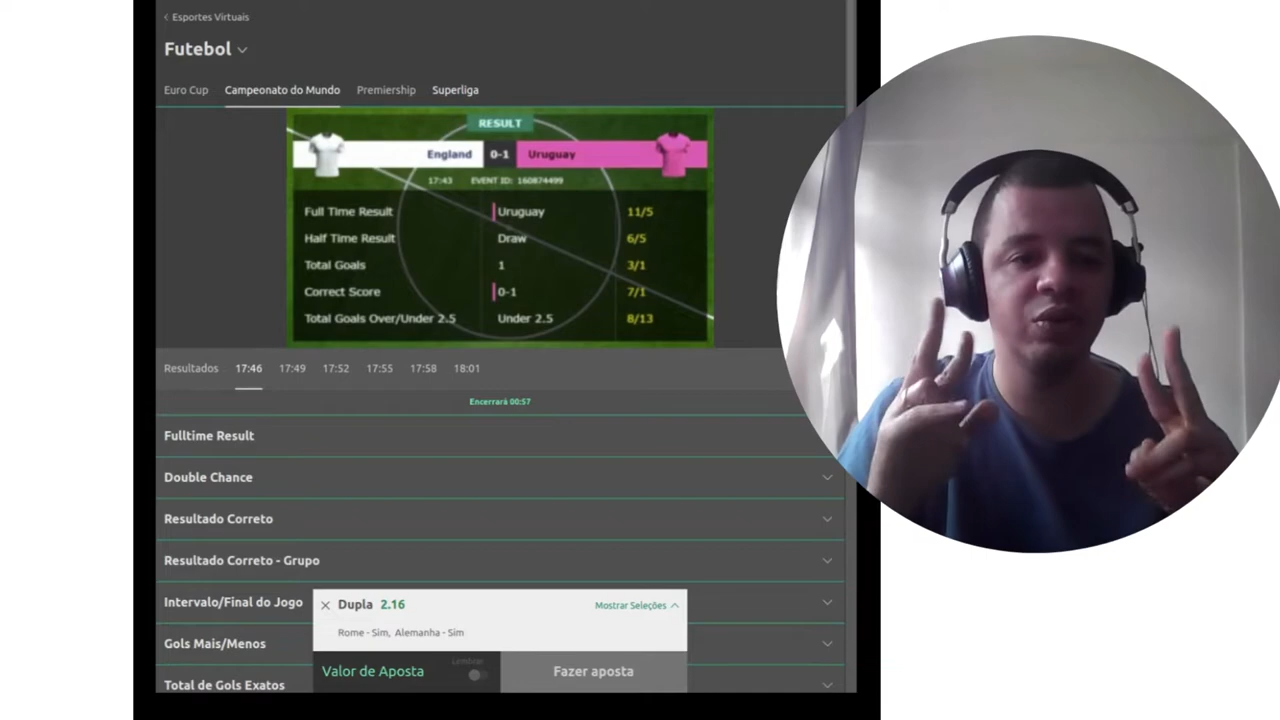 Esportes Virtuais
Futebol
Euro Cup Campeonato do Mundo Premiership Superliga
RESULT
England 0-1 Uruguay
17:43 EVENT ID: 160874499
Full Time Result Uruguay 11/5
Half Time Result Draw 6/5
Total Goals 1 3/1
Correct Score 0-1 7/1
Total Goals Over/Under 2.5 Under 2.5 8/13
Resultados 17:46 17:49 17:52 17:55 17:58 18:01
Encerrará 00:57
Fulltime Result
Double Chance
Resultado Correto
Resultado Correto - Grupo
Intervalo/Final do Jogo
Gols Mais/Menos
Total de Gols Exatos
Dupla 2.16 Mostrar Seleções
Rome - Sim, Alemanha - Sim
Lembrar
Valor de Aposta Fazer aposta